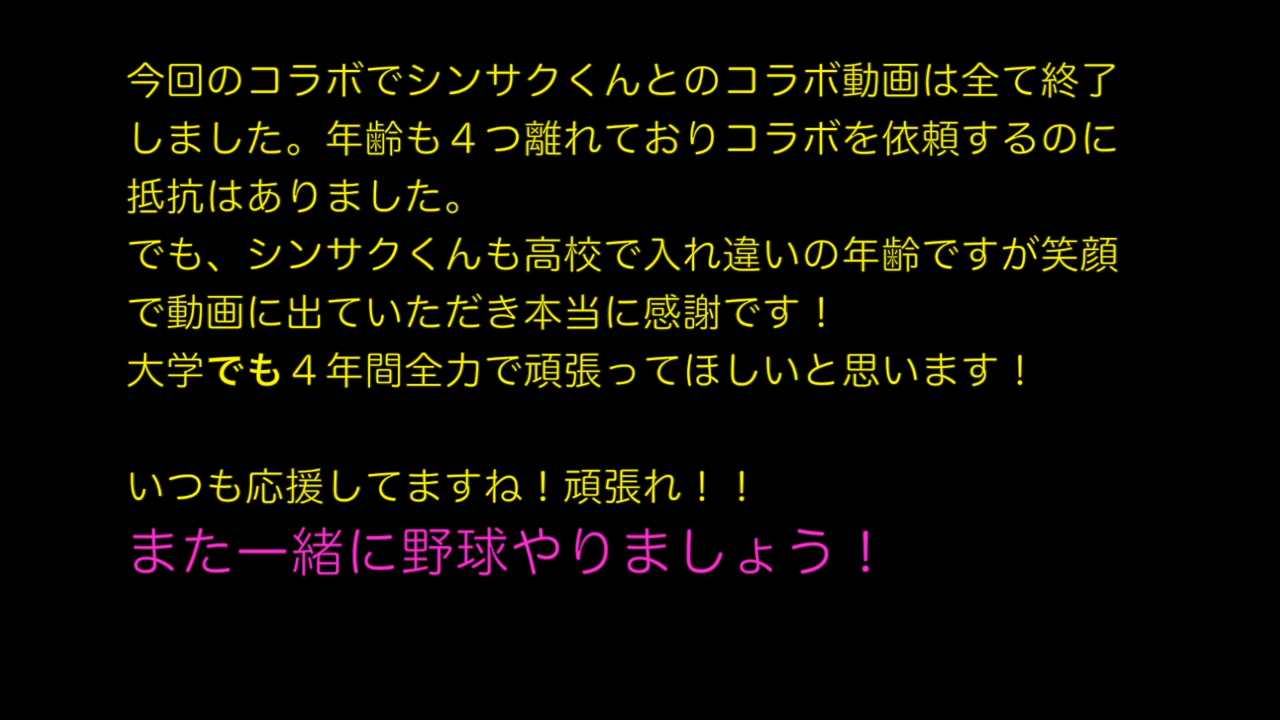 今回のコラボでシンサクくんとのコラボ動画は全て終了
しました。年齢も４つ離れておりコラボを依頼するのに
抵抗はありました。
でも、シンサクくんも高校で入れ違いの年齢ですが笑顔
で動画に出ていただき本当に感謝です！
大学でも４年間全力で頑張ってほしいと思います！
いつも応援してますね！頑張れ！！
また一緒に野球やりましょう！